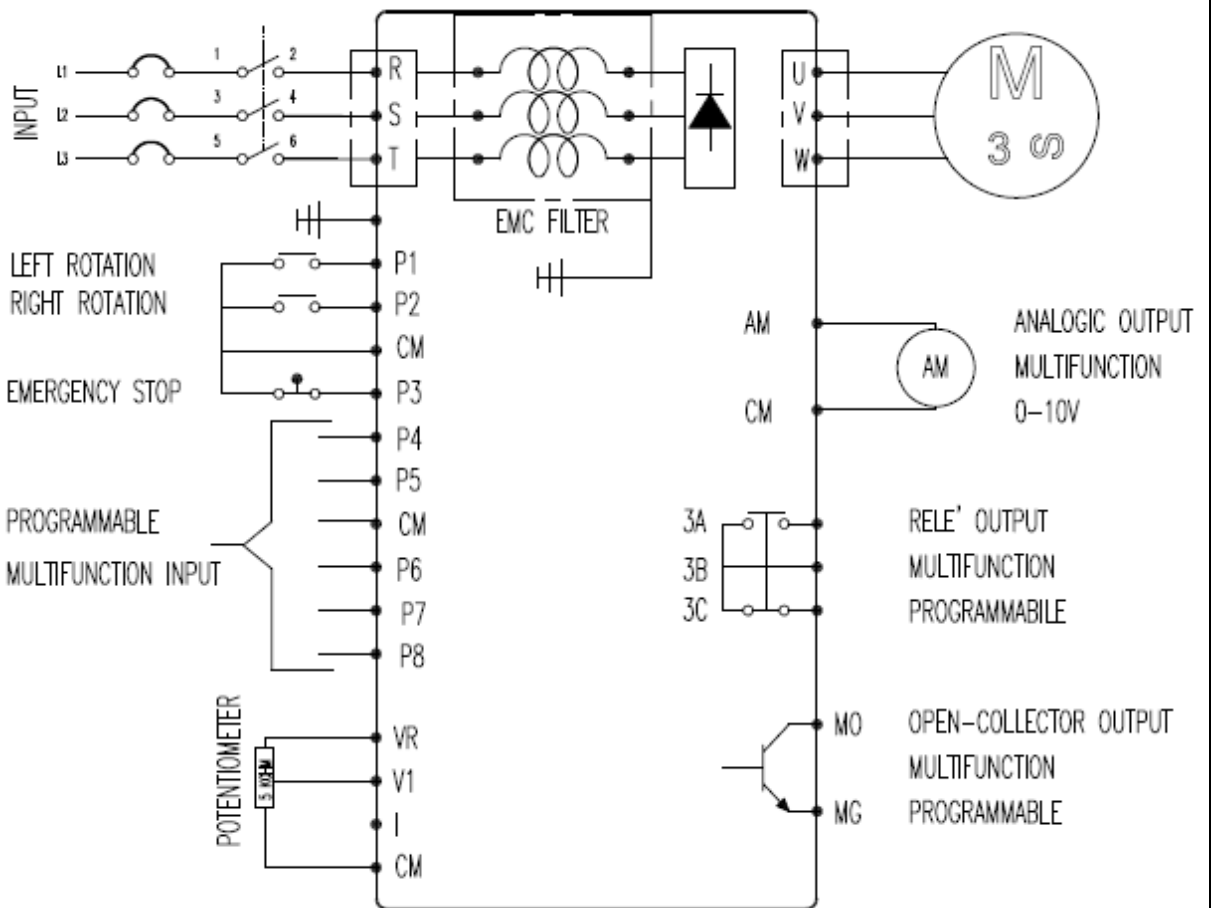 INPUT
L1
L2
L3
1
2
3
4
5
6
R
S
T
EMC FILTER
U
V
W
M
3 S
LEFT ROTATION
RIGHT ROTATION
EMERGENCY STOP
P1
P2
CM
P3
P4
P5
CM
P6
P7
P8
PROGRAMMABLE
MULTIFUNCTION INPUT
POTENTIOMETER
5 KOHM
VR
V1
I
CM
AM
CM
AM
ANALOGIC OUTPUT
MULTIFUNCTION
0-10V
3A
3B
3C
RELE' OUTPUT
MULTIFUNCTION
PROGRAMMABILE
MO
MG
OPEN-COLLECTOR OUTPUT
MULTIFUNCTION
PROGRAMMABLE